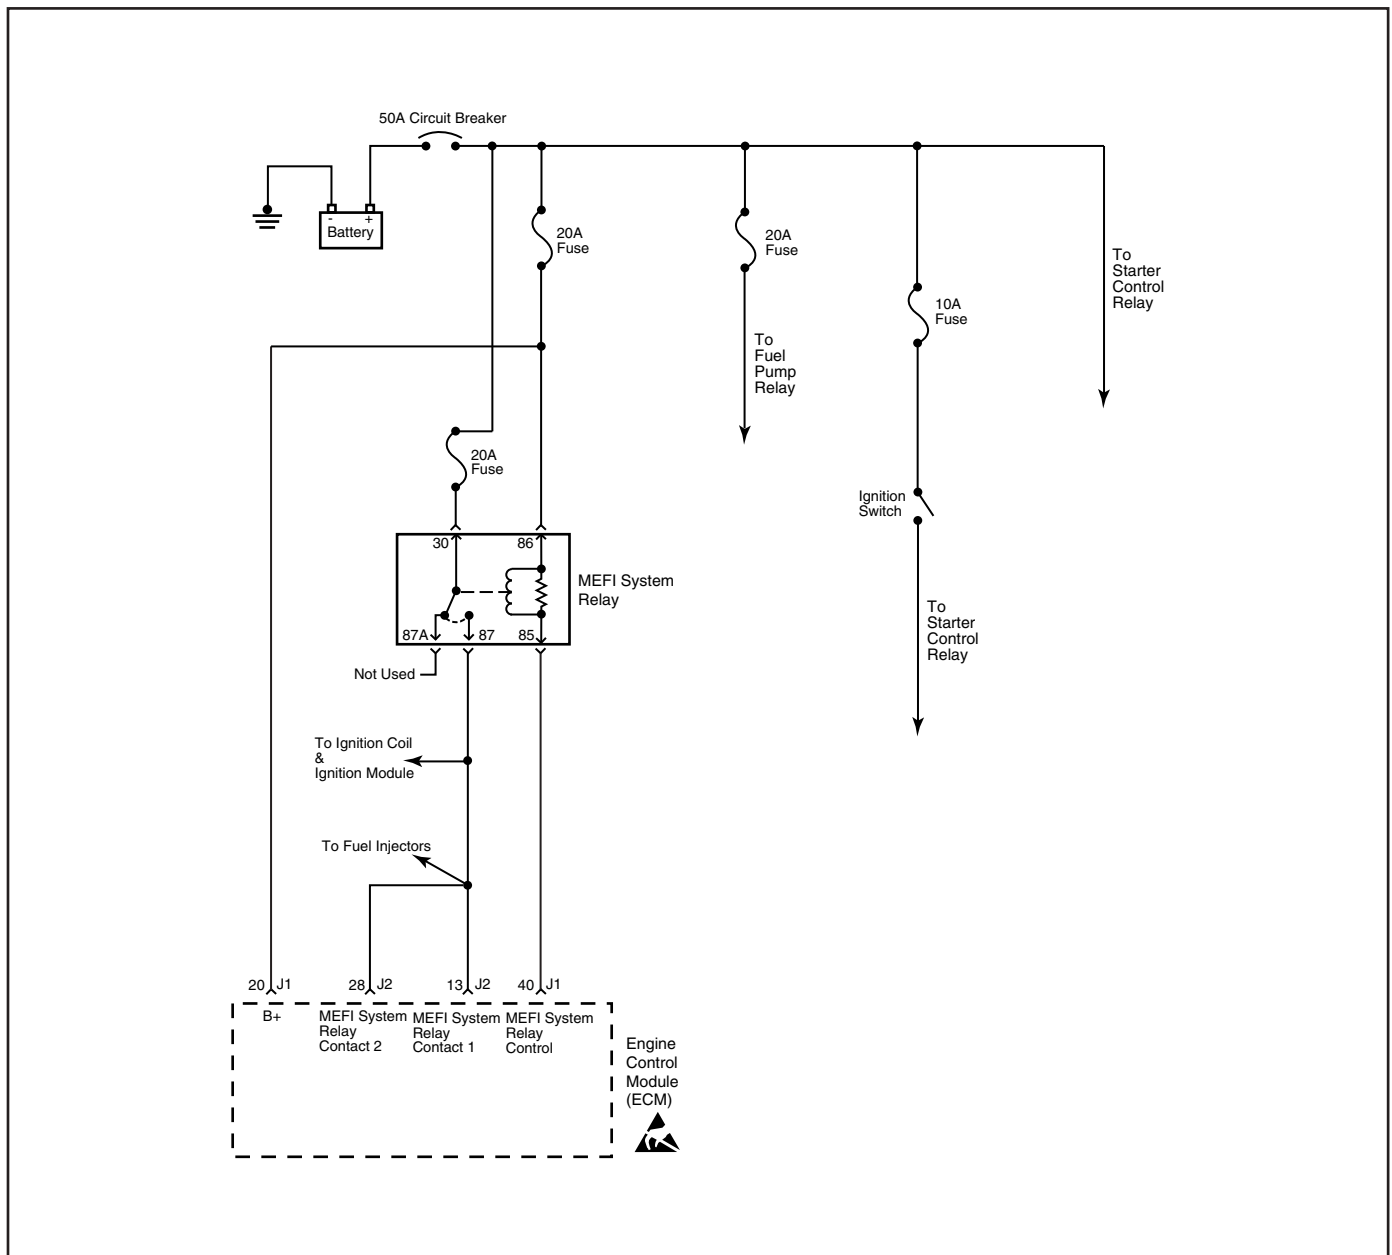 50A Circuit Breaker
- +
Battery
20A
Fuse
20A
Fuse
10A
Fuse
To
Starter
Control
Relay
To
Fuel
Pump
Relay
20A
Fuse
Ignition
Switch
30 86
MEFI System
Relay
87A 87 85
Not Used
To
Starter
Control
Relay
To Ignition Coil
&
Ignition Module
To Fuel Injectors
20 J1
28 J2
13 J2
40 J1
B+
MEFI System
Relay
Contact 2
MEFI System
Relay
Contact 1
MEFI System
Relay
Control
Engine
Control
Module
(ECM)